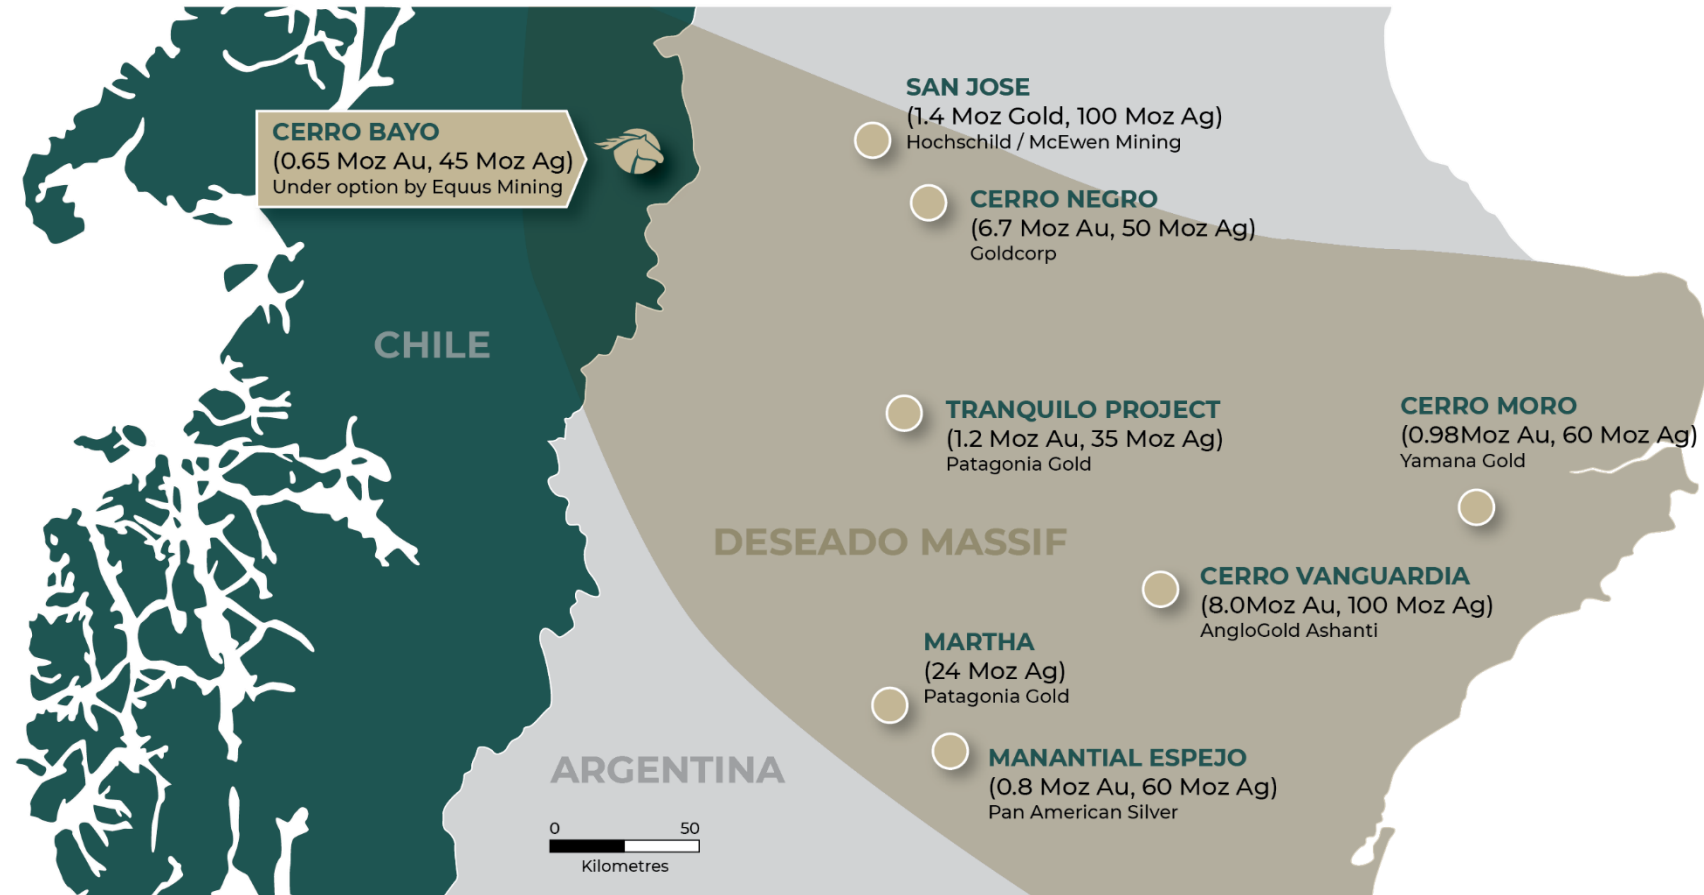 SAN JOSE
(1.4 Moz Gold, 100 Moz Ag)
Hochschild / McEwen Mining
CERRO BAYO
(0.65 Moz Au, 45 Moz Ag)
Under option by Equus Mining
CERRO NEGRO
(6.7 Moz Au, 50 Moz Ag)
Goldcorp
CHILE
TRANQUILO PROJECT
(1.2 Moz Au, 35 Moz Ag)
Patagonia Gold
CERRO MORO
(0.98Moz Au, 60 Moz Ag)
Yamana Gold
DESEADO MASSIF
CERRO VANGUARDIA
(8.0Moz Au, 100 Moz Ag)
AngloGold Ashanti
MARTHA
(24 Moz Ag)
Patagonia Gold
ARGENTINA
MANANTIAL ESPEJO
(0.8 Moz Au, 60 Moz Ag)
Pan American Silver
0 50
Kilometres